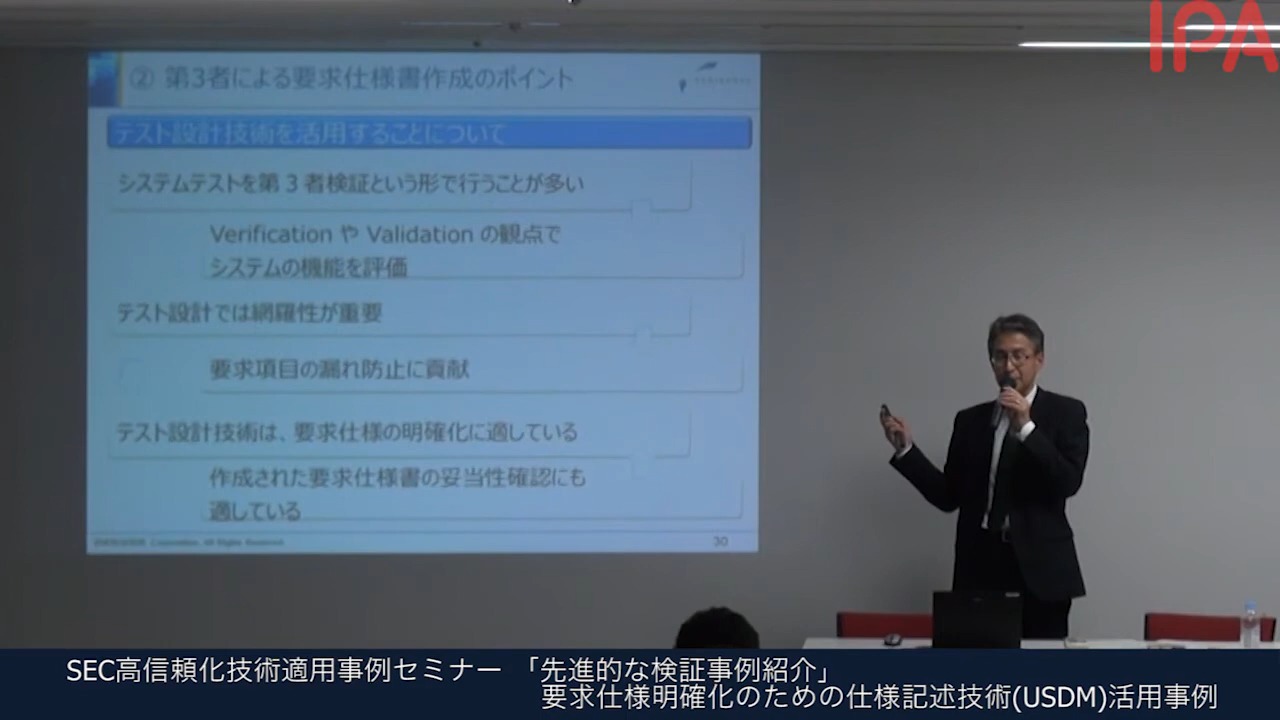 IPA
② 第3者による要求仕様書作成のポイント
テスト設計技術を活用することについて
システムテストを第3者検証という形で行うことが多い
Verification や Validation の観点で
システムの機能を評価
テスト設計では網羅性が重要
要求項目の漏れ防止に貢献
テスト設計技術は、要求仕様の明確化に適している
作成された要求仕様書の妥当性確認にも
適している
30
SEC高信頼化技術適用事例セミナー 「先進的な検証事例紹介」
要求仕様明確化のための仕様記述技術(USDM)活用事例